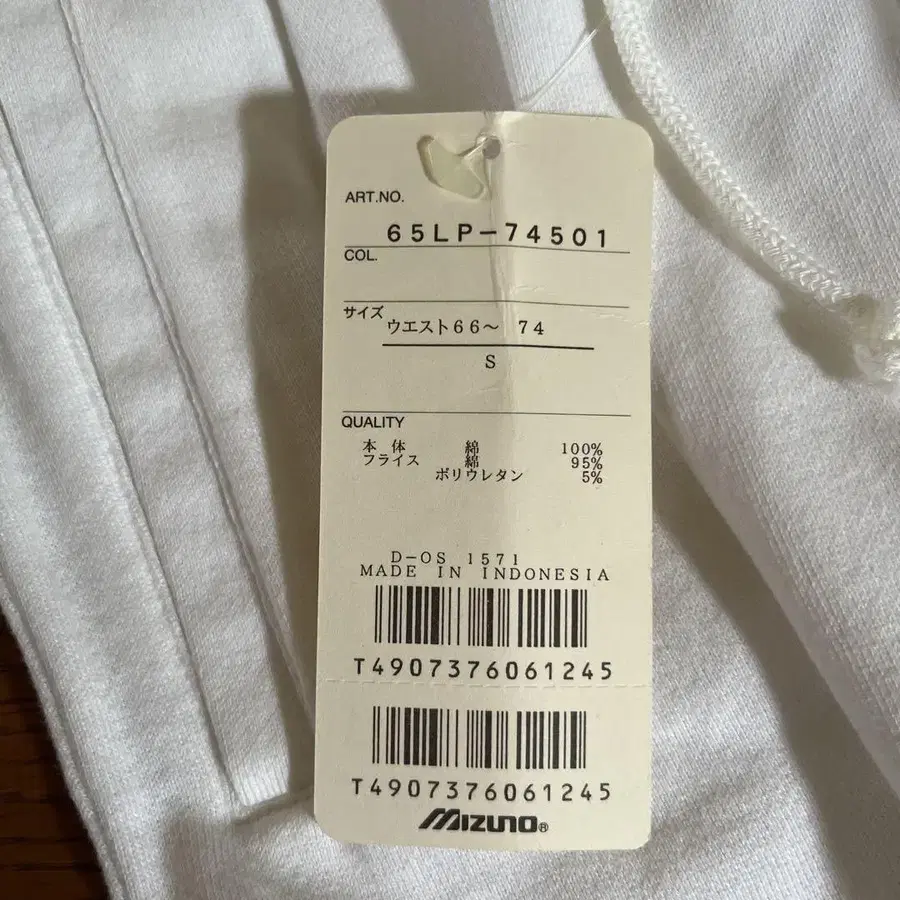 ART.NO.
65LP-74501
COL.
サイズ ウエスト66～ 74
S
QUALITY
本 体 綿 100%
フライス 綿 95%
ポリウレタン 5%
D-OS 1571
MADE IN INDONESIA
T4907376061245
T4907376061245
MIZUNO®